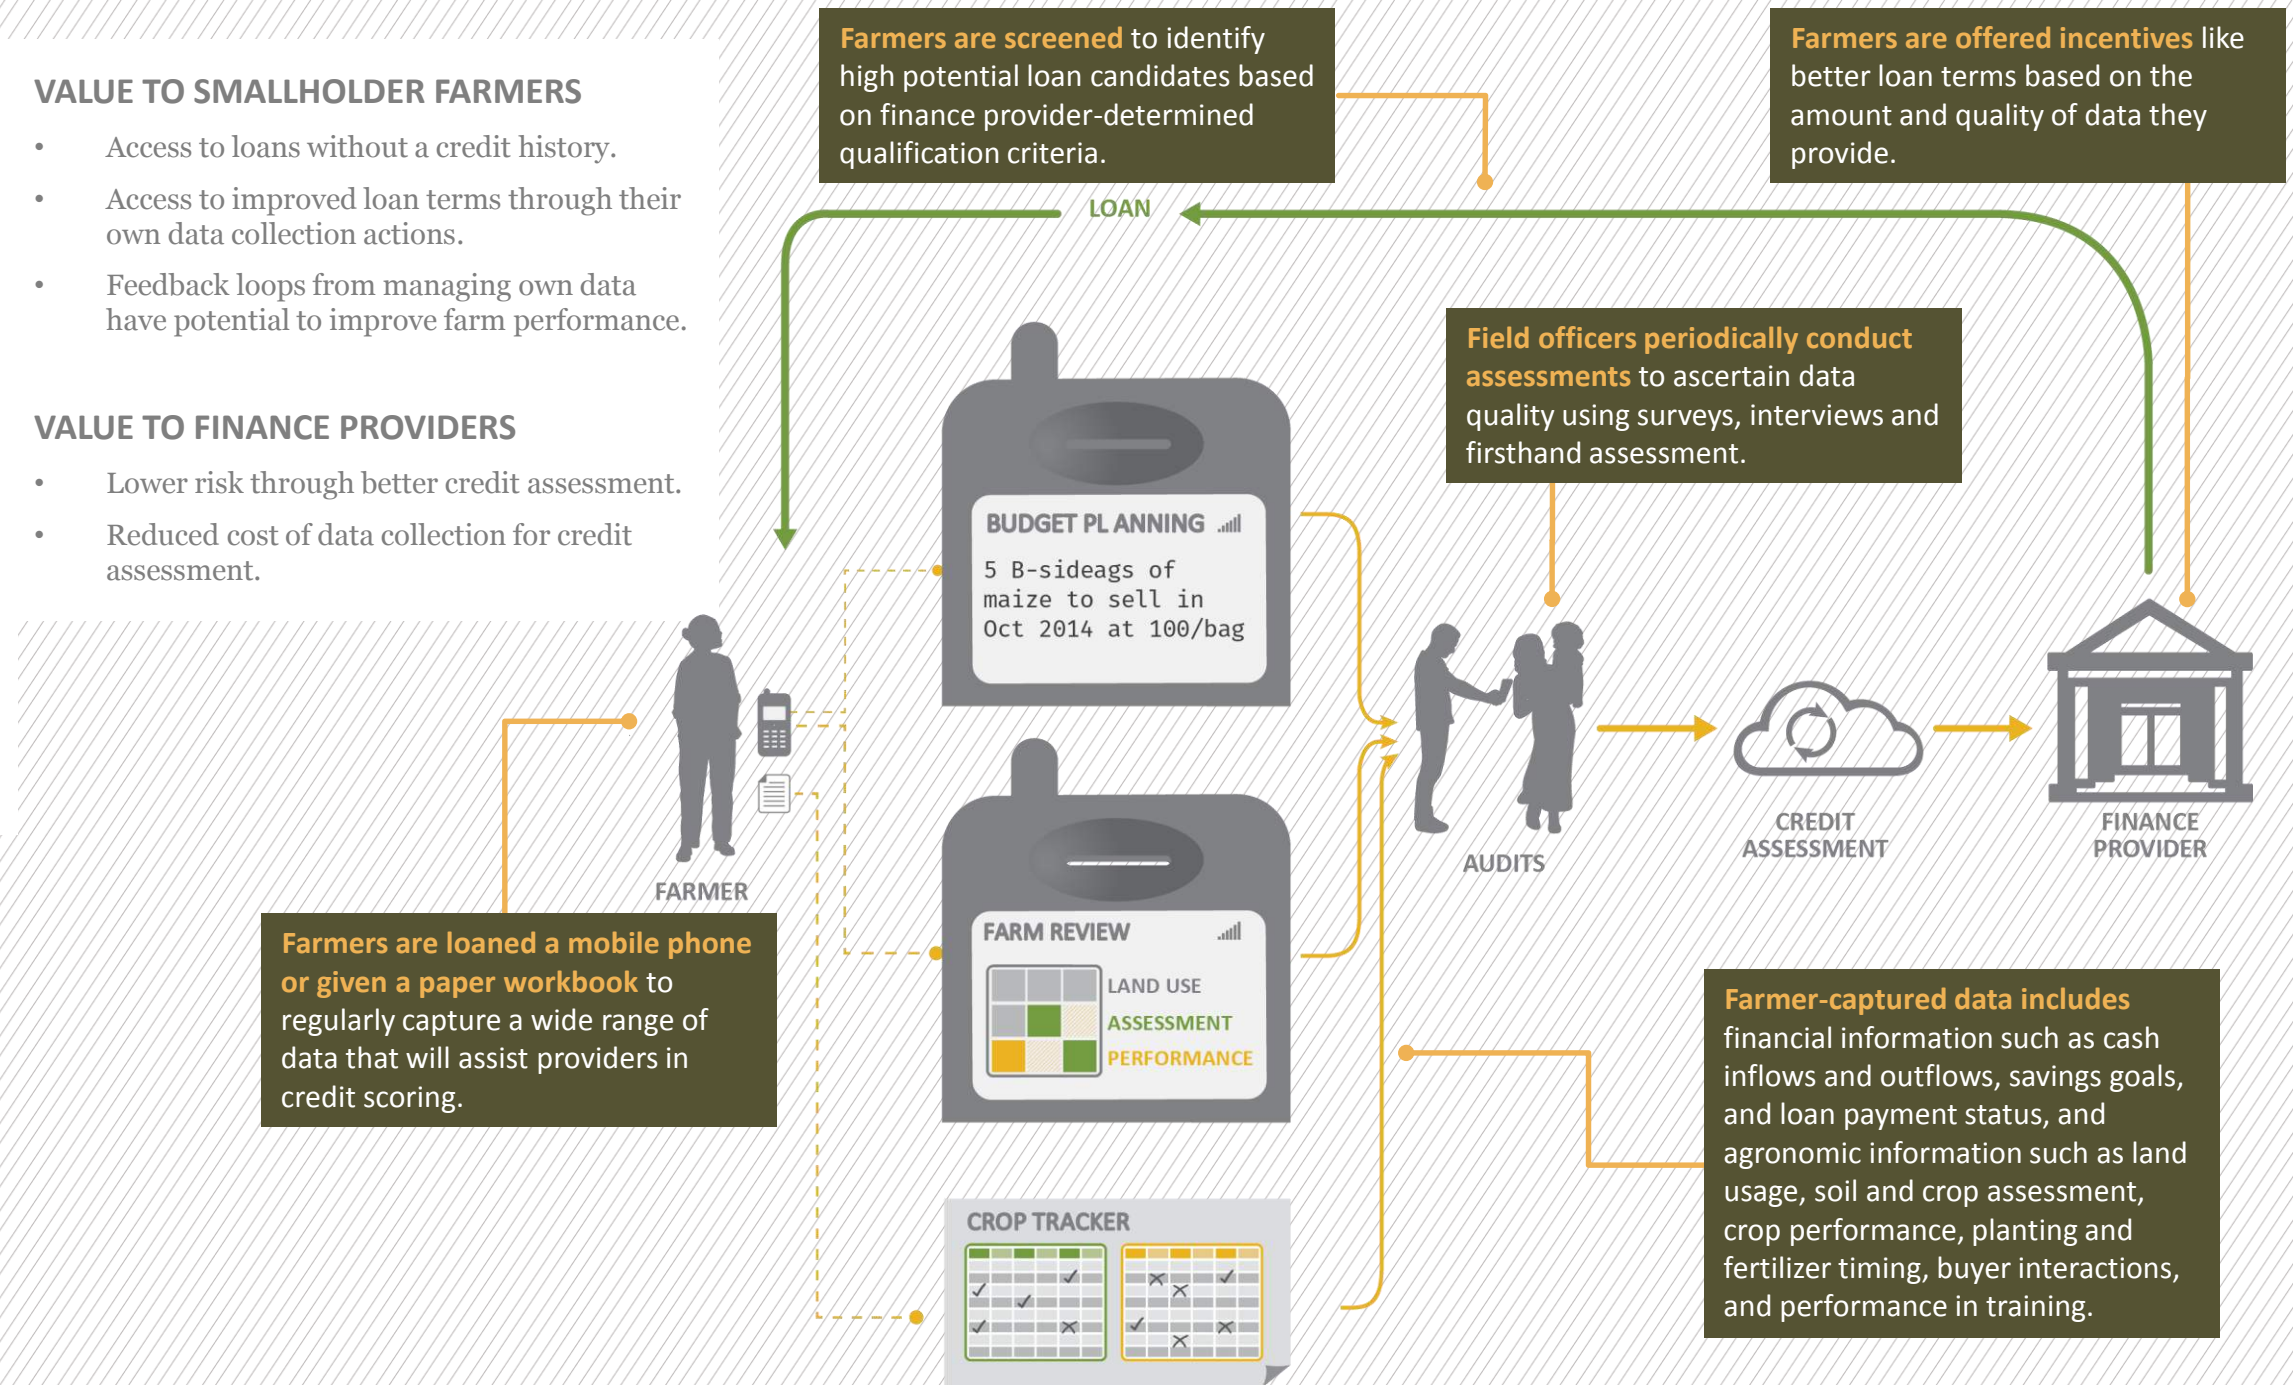 VALUE TO SMALLHOLDER FARMERS
• Access to loans without a credit history.
• Access to improved loan terms through their
own data collection actions.
• Feedback loops from managing own data
have potential to improve farm performance.
VALUE TO FINANCE PROVIDERS
• Lower risk through better credit assessment.
• Reduced cost of data collection for credit
assessment.
Farmers are screened to identify
high potential loan candidates based
on finance provider-determined
qualification criteria.
Farmers are offered incentives like
better loan terms based on the
amount and quality of data they
provide.
LOAN
Field officers periodically conduct
assessments to ascertain data
quality using surveys, interviews and
firsthand assessment.
BUDGET PLANNING
5 B-sideags of
maize to sell in
Oct 2014 at 100/bag
FARMER
Farmers are loaned a mobile phone
or given a paper workbook to
regularly capture a wide range of
data that will assist providers in
credit scoring.
FARM REVIEW
LAND USE
ASSESSMENT
PERFORMANCE
CROP TRACKER
AUDITS
CREDIT
ASSESSMENT
FINANCE
PROVIDER
Farmer-captured data includes
financial information such as cash
inflows and outflows, savings goals,
and loan payment status, and
agronomic information such as land
usage, soil and crop assessment,
crop performance, planting and
fertilizer timing, buyer interactions,
and performance in training.